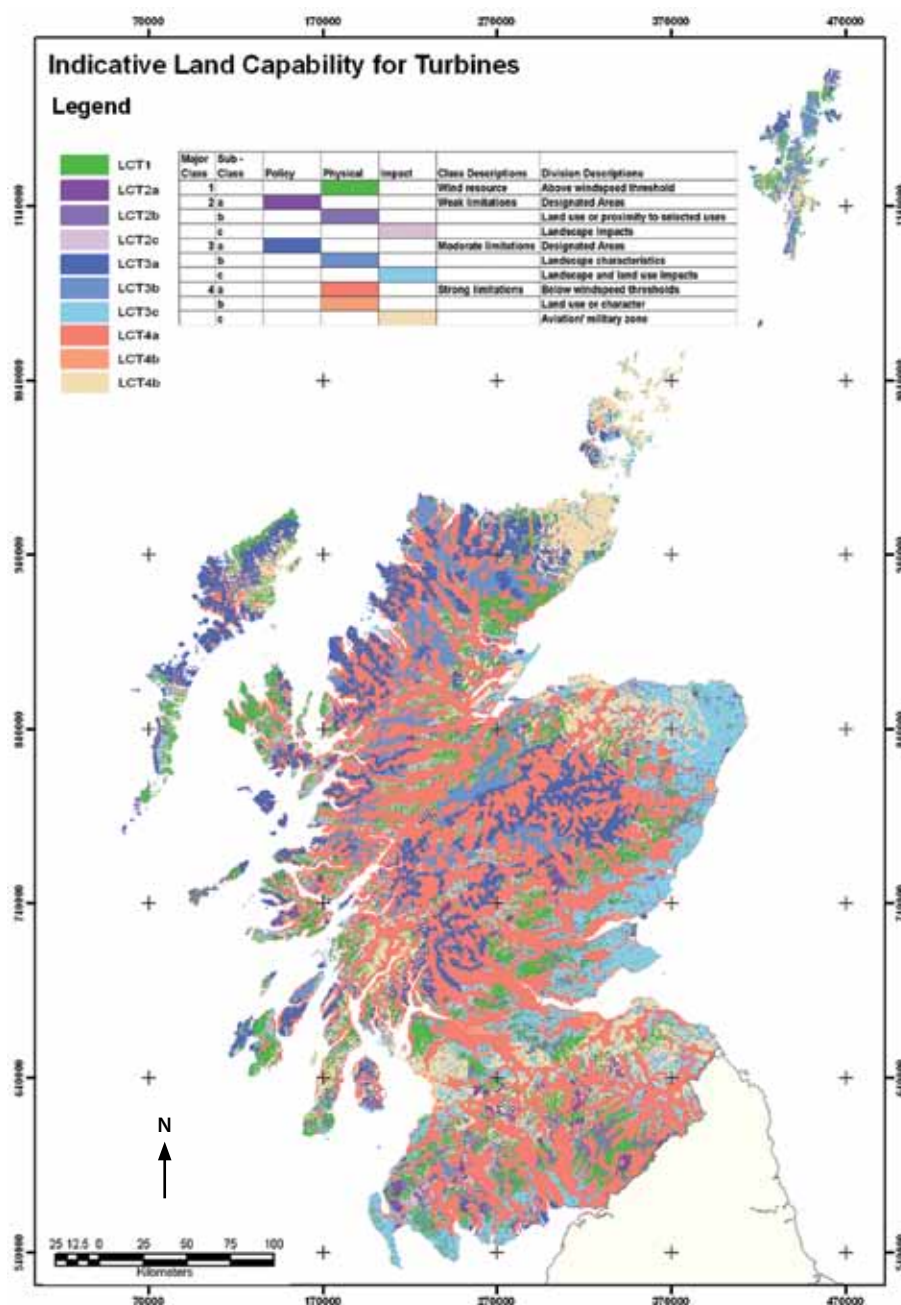 70000 170000 270000 370000 470000
Indicative Land Capability for Turbines
Legend
LCT1
LCT2a
LCT2b
LCT2c
LCT3a
LCT3b
LCT3c
LCT4a
LCT4b
LCT4b
Major Class Sub - Class Policy Physical Impact Class Descriptions Division Descriptions
1 Wind resource Above windspeed threshold
2 a Weak limitations Designated Areas
b Land use or proximity to selected uses
c Landscape impacts
3 a Moderate limitations Designated Areas
b Landscape characteristics
c Landscape and land use impacts
4 a Strong limitations Below windspeed thresholds
b Land use or character
c Aviation/ military zone
N
25 12.5 0 25 50 75 100
Kilometers
70000 170000 270000 370000 470000